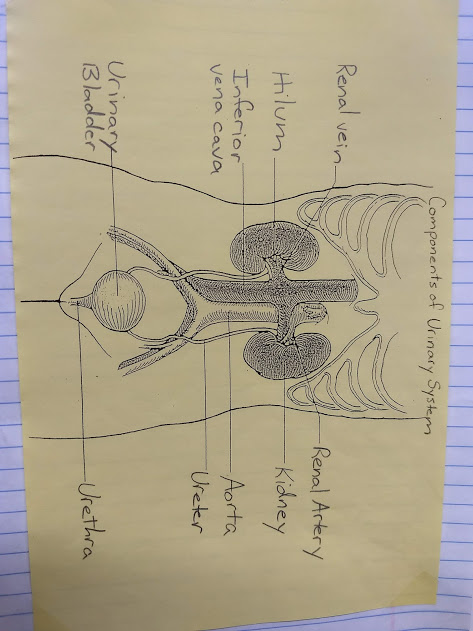 Components of Urinary System
Renal vein
Hilum
Inferior
vena cava
Urinary
Bladder
Renal Artery
Kidney
Aorta
Ureter
Urethra